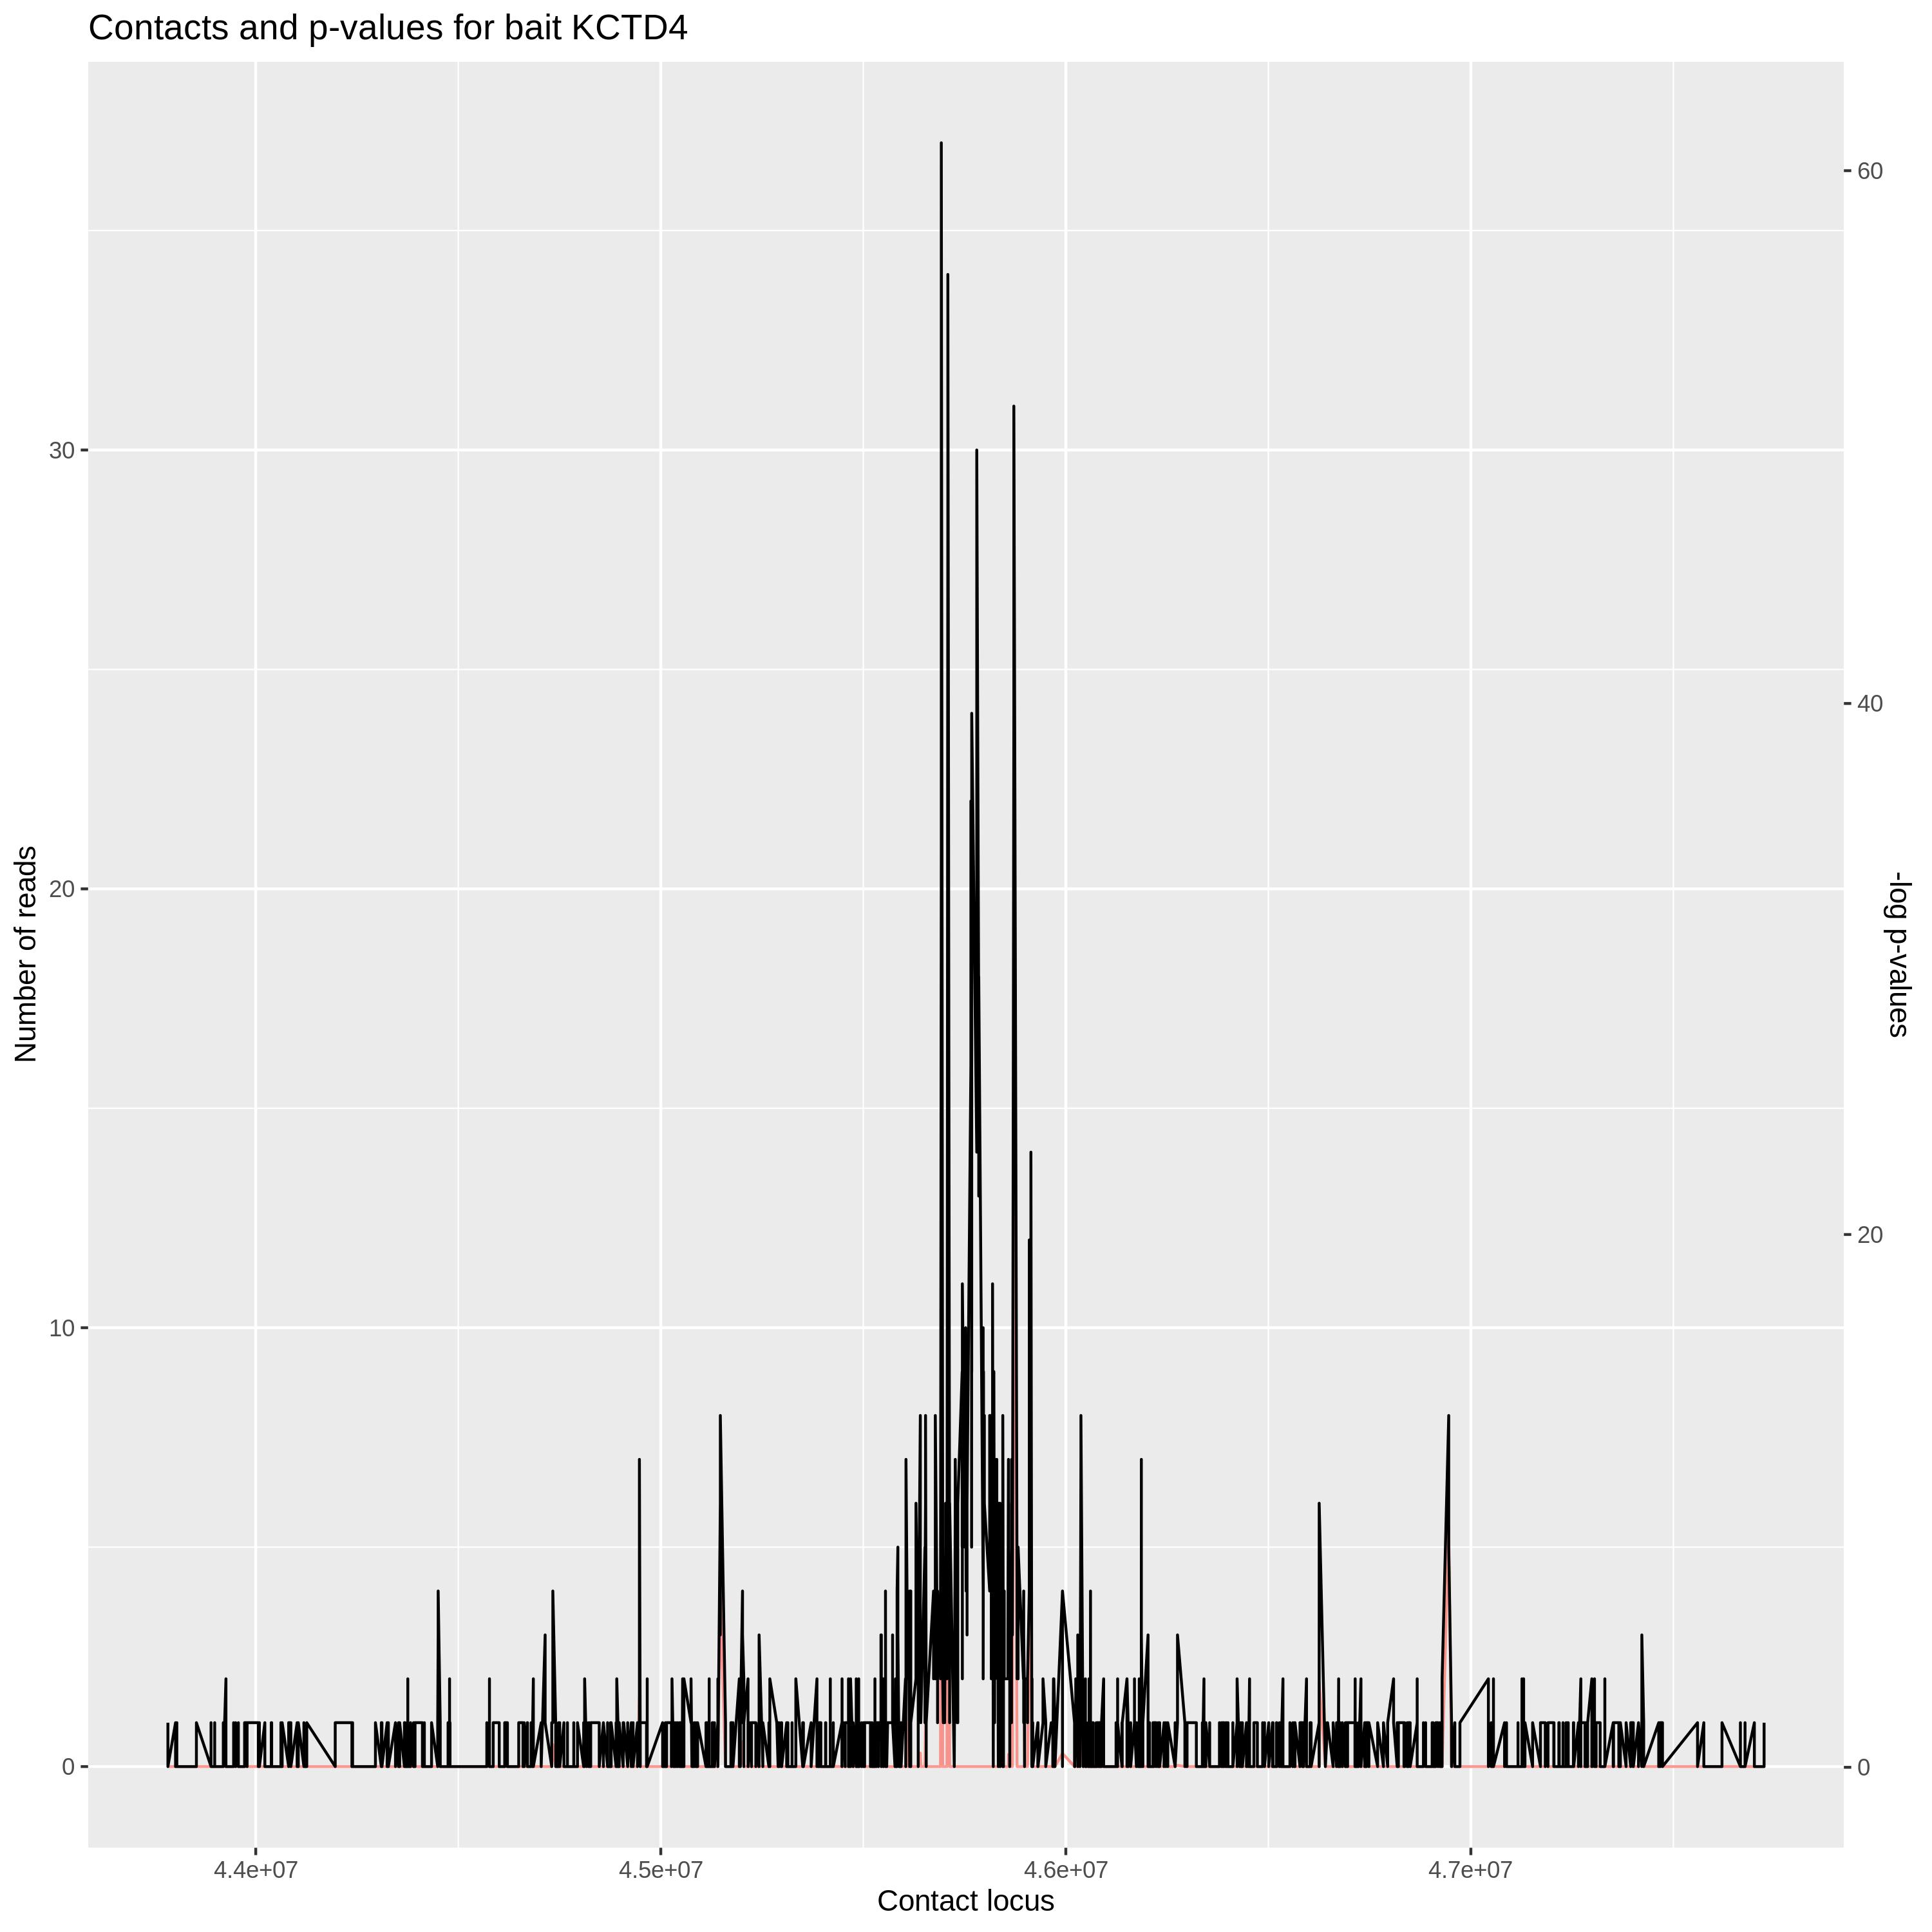 Contacts and p-values for bait KCTD4
60
30
40
20
20
10
0
0
Number of reads
-log p-values
4.4e+07
4.5e+07
4.6e+07
4.7e+07
Contact locus